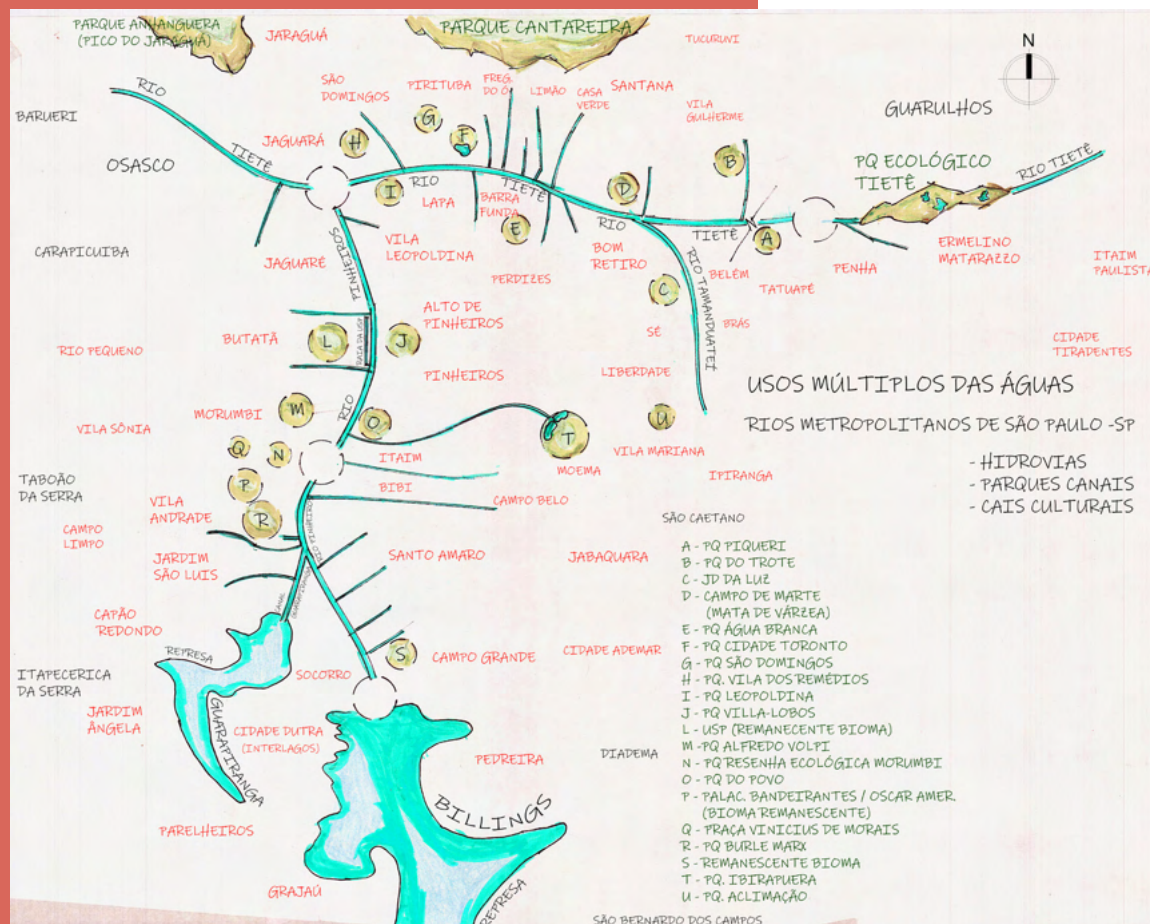 PARQUE ANHANGUERA
(PICO DO JARAGUÁ)
JARAGUÁ
PARQUE CANTAREIRA
TUCURUVI
N
SÃO
DOMINGOS
PIRITUBA
FREG.
DO Ó
LIMÃO
CASA
VERDE
SANTANA
VILA
GULHERME
GUARULHOS
BARUERI
RIO
TIETÊ
OSASCO
JAGUARÁ
H
G
F
I
RIO
TIETÊ
LAPA
BARRA
FUNDA
E
D
B
RIO
TIETÊ
A
PQ ECOLÓGICO
TIETÊ
RIO TIETÊ
CARAPICUIBA
JAGUARÉ
PINHEIROS
VILA
LEOPOLDINA
PERDIZES
BOM
RETIRO
RIO TAMANDUATEÍ
BELÉM
TATUAPÉ
PENHA
ERMELINO
MATARAZZO
ITAIM
PAULISTA
C
RIO PEQUENO
BUTATÃ
L
RAIA DA USP
J
ALTO DE
PINHEIROS
PINHEIROS
SÉ
BRÁS
LIBERDADE
CIDADE
TIRADENTES
USOS MÚLTIPLOS DAS ÁGUAS
RIOS METROPOLITANOS DE SÃO PAULO -SP
- HIDROVIAS
- PARQUES CANAIS
- CAIS CULTURAIS
VILA SÔNIA
MORUMBI
M
RIO
O
T
U
Q
N
P
R
ITAIM
BIBI
MOEMA
VILA MARIANA
IPIRANGA
TABOÃO
DA SERRA
VILA
ANDRADE
CAMPO
LIMPO
RIO PINHEIROS
CAMPO BELO
SÃO CAETANO
JARDIM
SÃO LUIS
SANTO AMARO
JABAQUARA
CAPÃO
REDONDO
CANAL
GUARAPIRANGA
REPRESA
GUARAPIRANGA
ITAPECERICA
DA SERRA
SOCORRO
S
CAMPO GRANDE
CIDADE ADEMAR
JARDIM
ÂNGELA
CIDADE DUTRA
(INTERLAGOS)
PEDREIRA
DIADEMA
PARELHEIROS
GRAJAÚ
BILLINGS
REPRESA
A - PQ PIQUERI
B - PQ DO TROTE
C - JD DA LUZ
D - CAMPO DE MARTE
(MATA DE VÁRZEA)
E - PQ ÁGUA BRANCA
F - PQ CIDADE TORONTO
G - PQ SÃO DOMINGOS
H - PQ. VILA DOS REMÉDIOS
I - PQ LEOPOLDINA
J - PQ VILLA-LOBOS
L - USP (REMANECENTE BIOMA)
M -PQ ALFREDO VOLPI
N - PQ RESENHA ECOLÓGICA MORUMBI
O - PQ DO POVO
P - PALAC. BANDEIRANTES / OSCAR AMER.
(BIOMA REMANESCENTE)
Q - PRAÇA VINICIUS DE MORAIS
R - PQ BURLE MARX
S - REMANESCENTE BIOMA
T - PQ. IBIRAPUERA
U - PQ. ACLIMAÇÃO
SÃO BERNARDO DOS CAMPOS